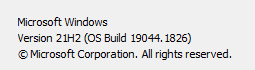 Microsoft Windows
Version 21H2 (OS Build 19044.1826)
© Microsoft Corporation. All rights reserved.